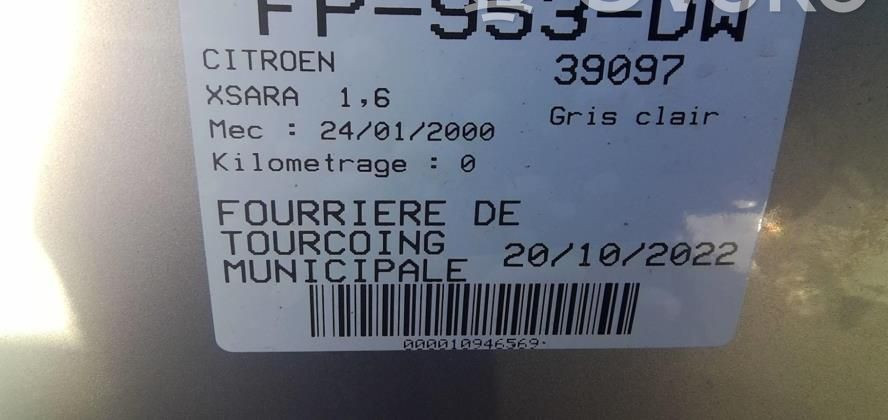 FP-953-DW
CITROEN 39097
XSARA 1,6 Gris clair
Mec : 24/01/2000
Kilometrage : 0
FOURRIERE DE
TOURCOING
MUNICIPALE 20/10/2022
000010946569